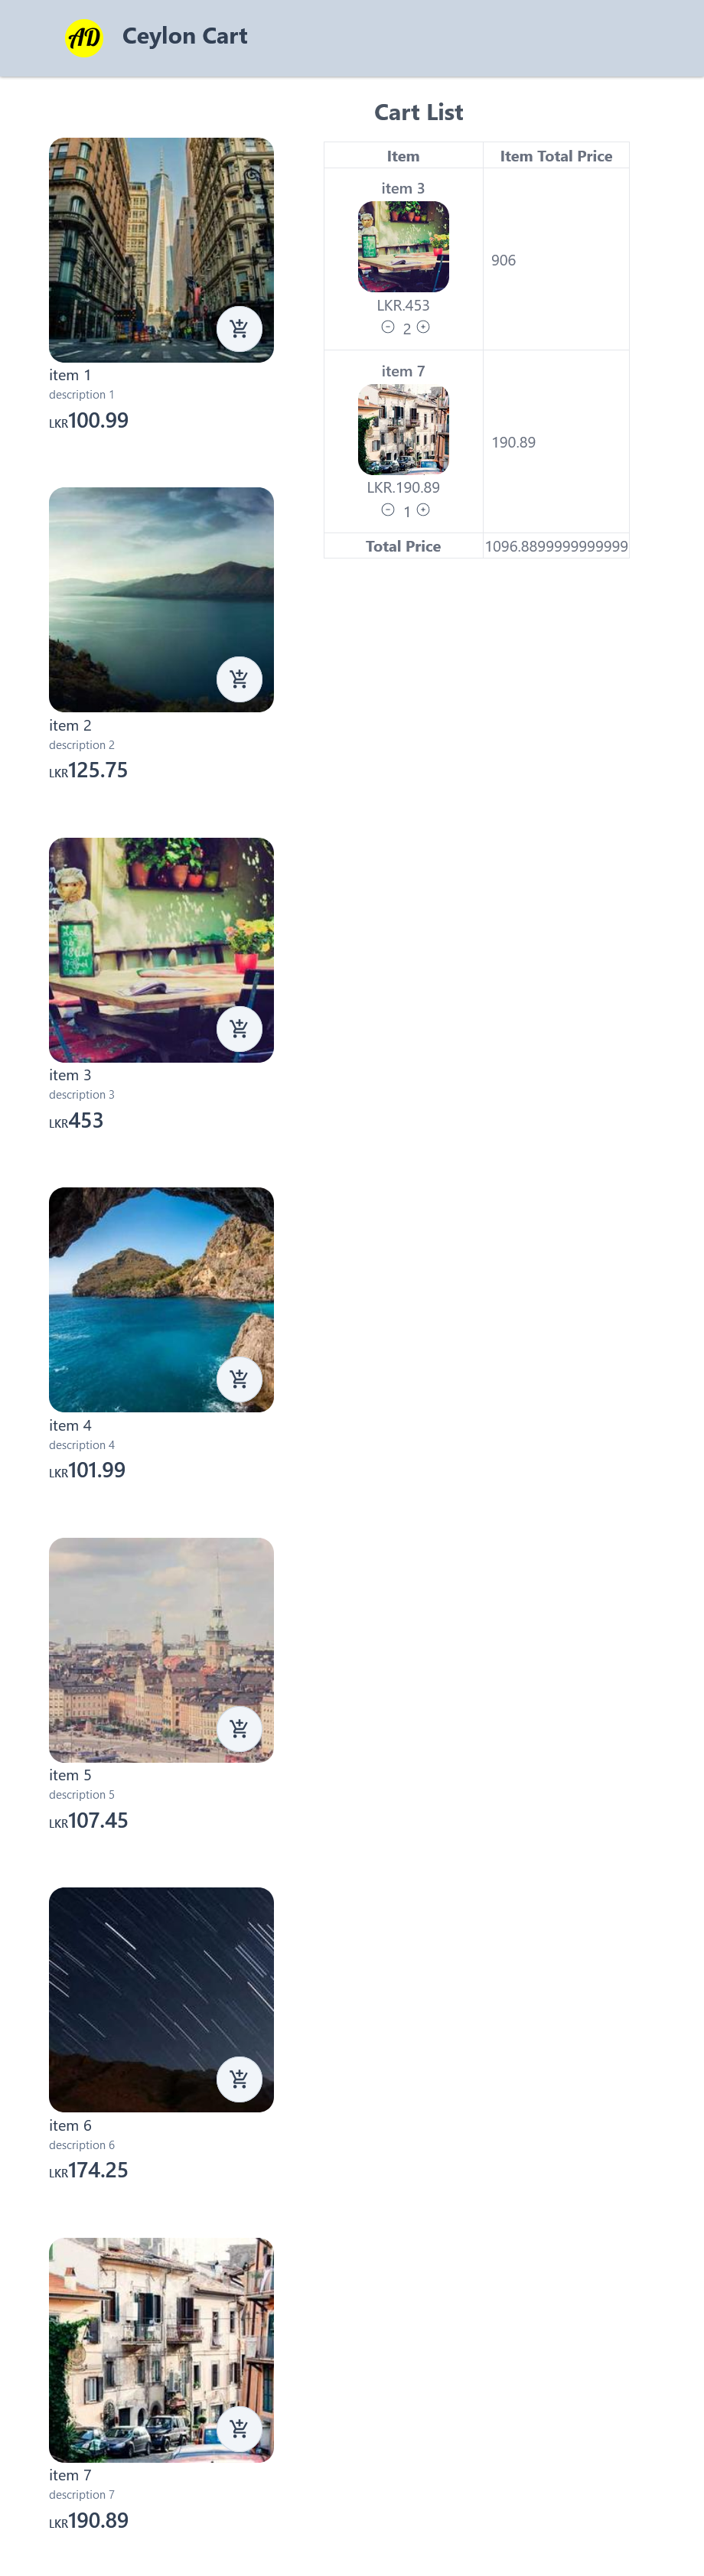 AD
Ceylon Cart
Cart List
Item
Item Total Price
item 3
LKR.453
2
906
item 7
LKR.190.89
1
190.89
Total Price
1096.8899999999999
item 1
description 1
LKR100.99
item 2
description 2
LKR125.75
item 3
description 3
LKR453
item 4
description 4
LKR101.99
item 5
description 5
LKR107.45
item 6
description 6
LKR174.25
item 7
description 7
LKR190.89